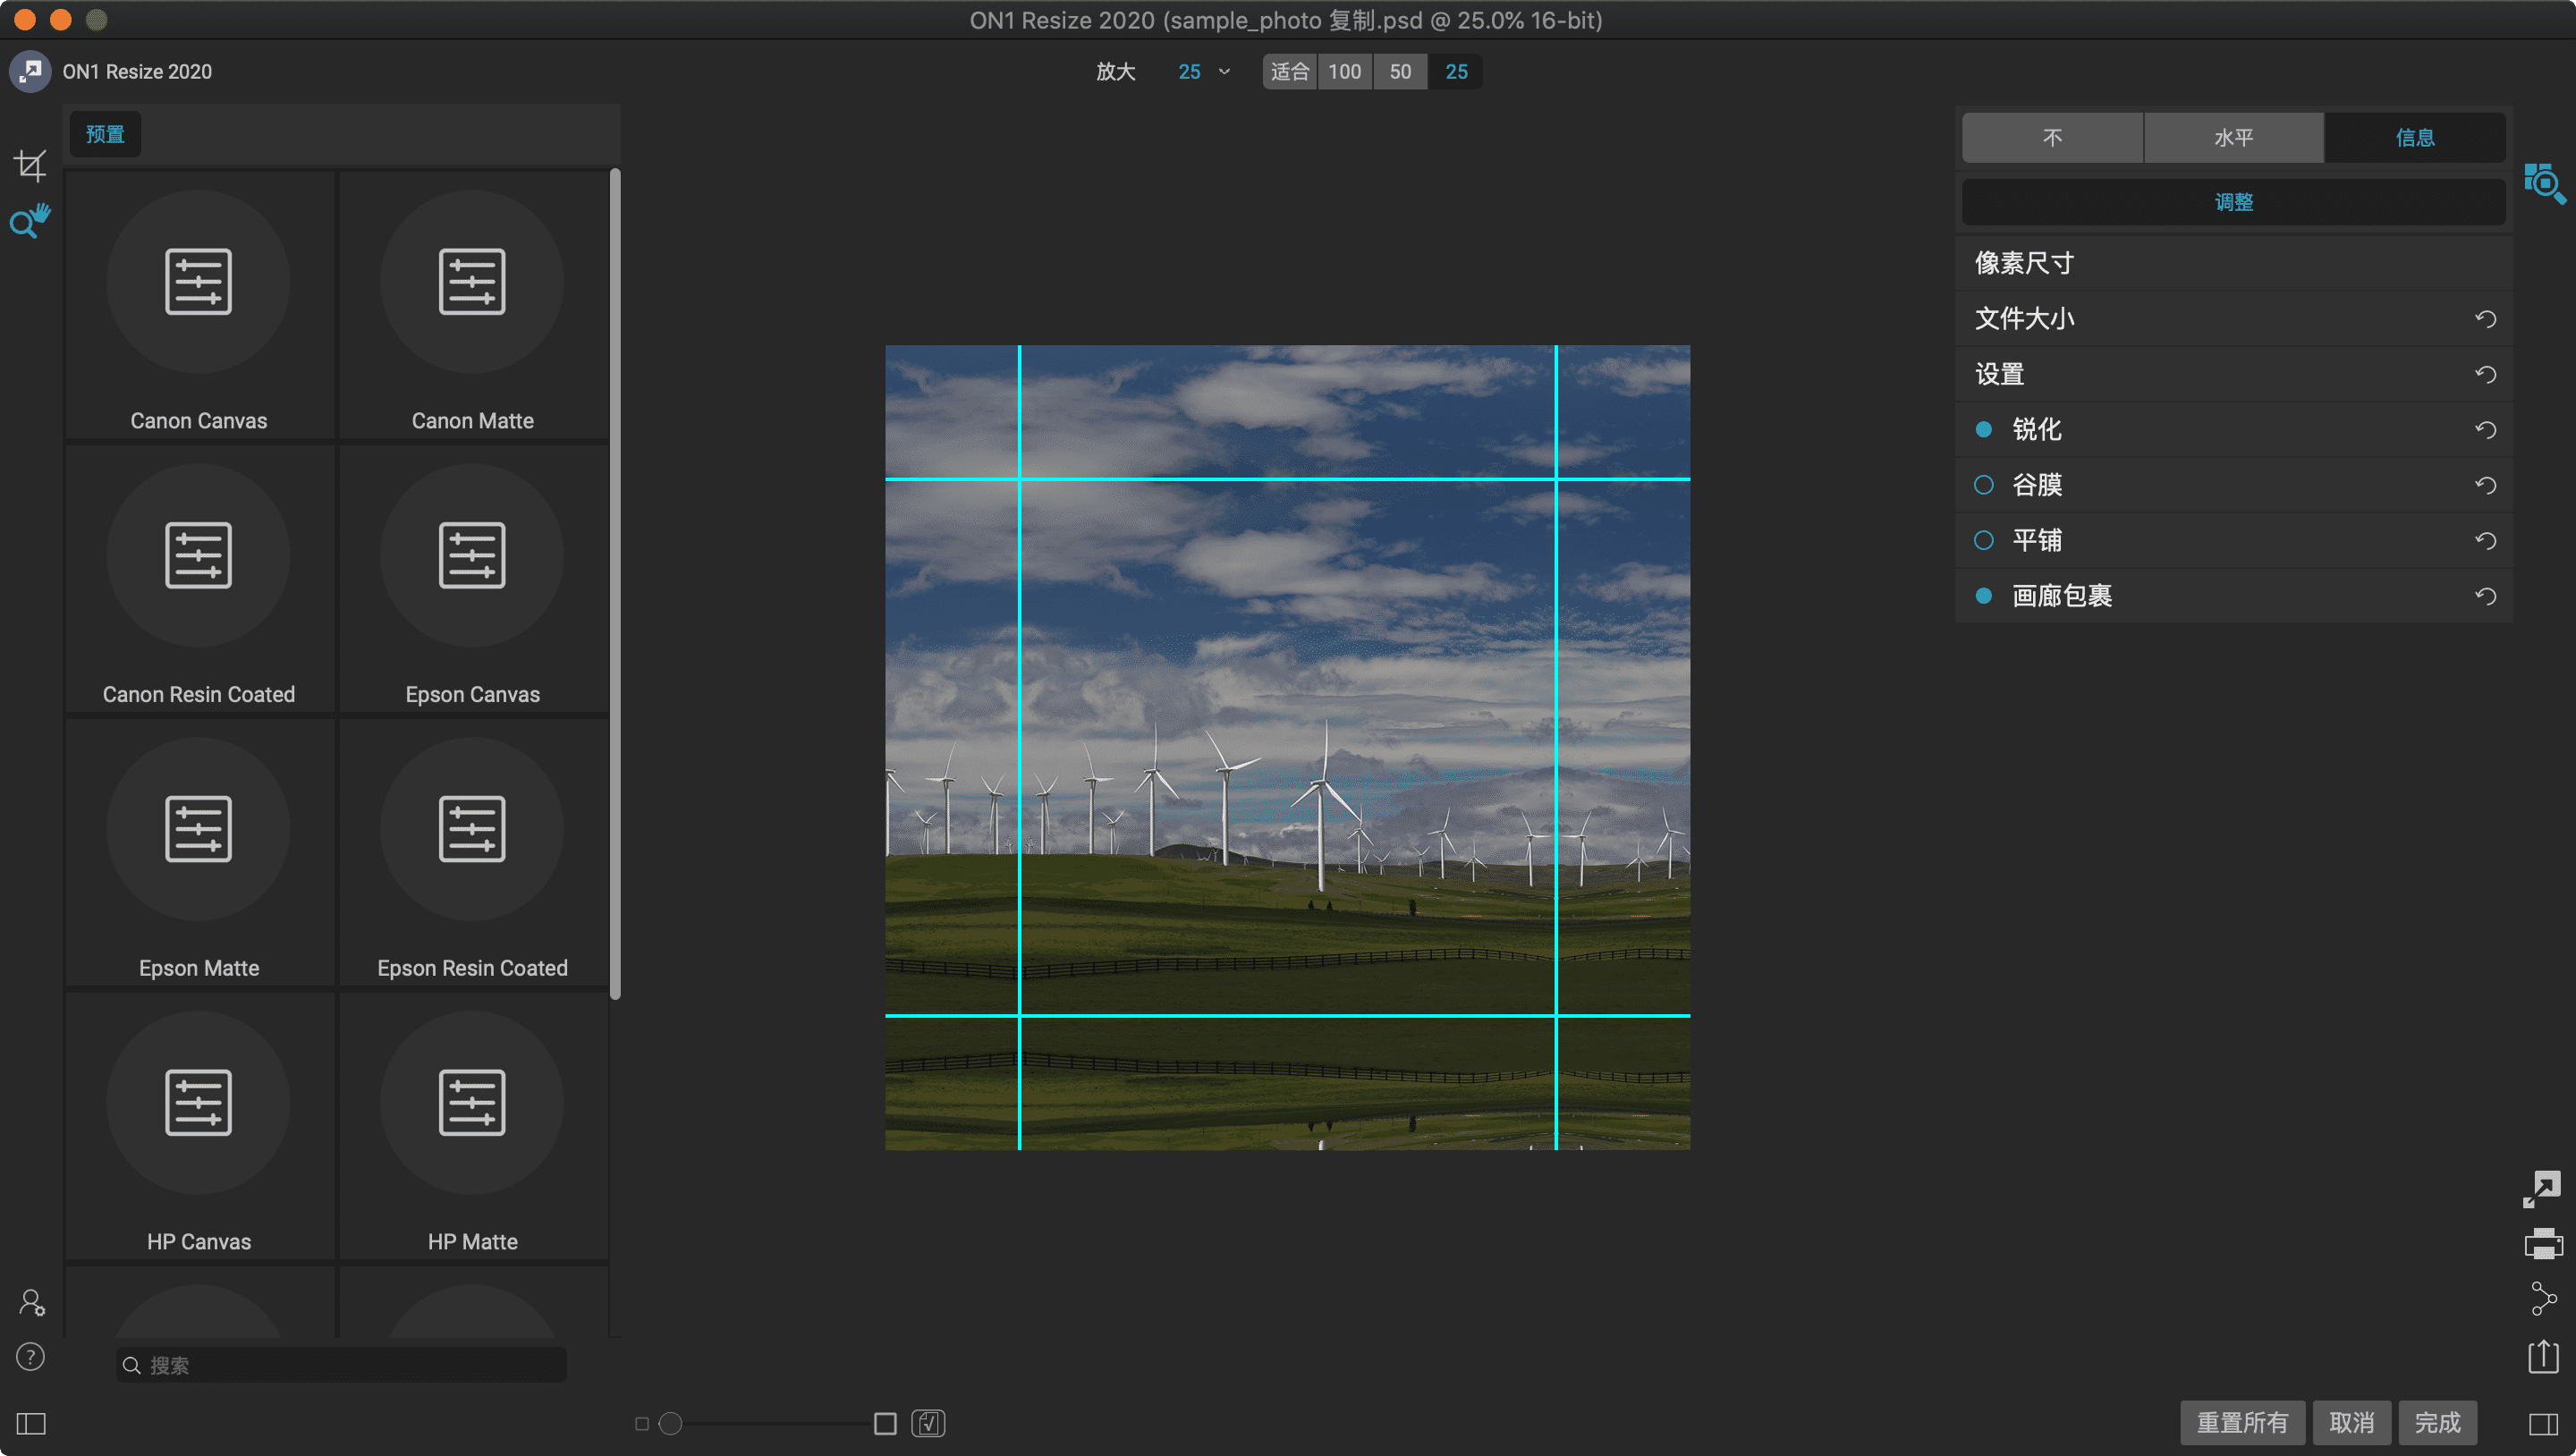 ON1 Resize 2020 (sample_photo 复制.psd @ 25.0% 16-bit)
ON1 Resize 2020
放大 25 适合 100 50 25
预置
Canon Canvas
Canon Matte
Canon Resin Coated
Epson Canvas
Epson Matte
Epson Resin Coated
HP Canvas
HP Matte
搜索
不 水平 信息
调整
像素尺寸
文件大小
设置
锐化
谷膜
平铺
画廊包裹
重置所有 取消 完成